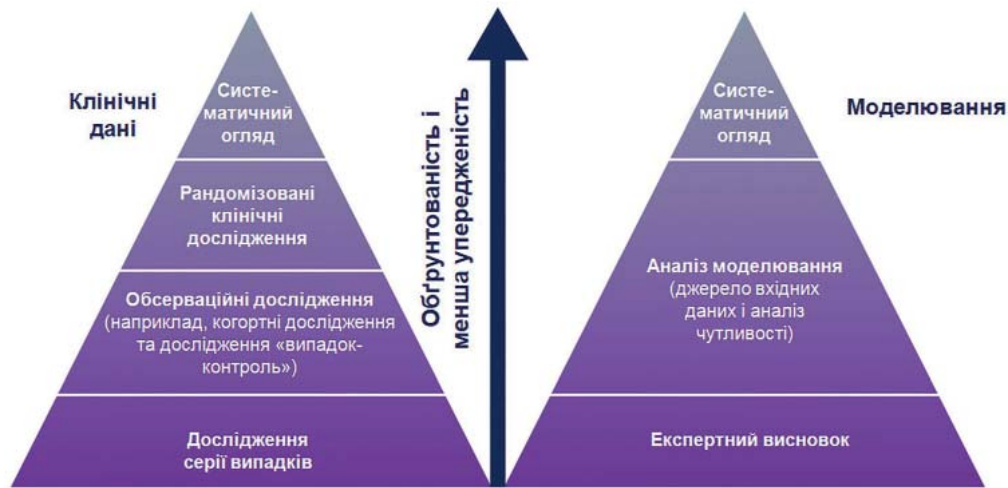 Клінічні
дані
Систе-
матичний
огляд
Рандомізовані
клінічні
дослідження
Обсерваційні дослідження
(наприклад, когортні дослідження
та дослідження «випадок-
контроль»)
Дослідження
серії випадків
Обґрунтованість і
менша упередженість
Систе-
матичний
огляд
Моделювання
Аналіз моделювання
(джерело вхідних
даних і аналіз
чутливості)
Експертний висновок